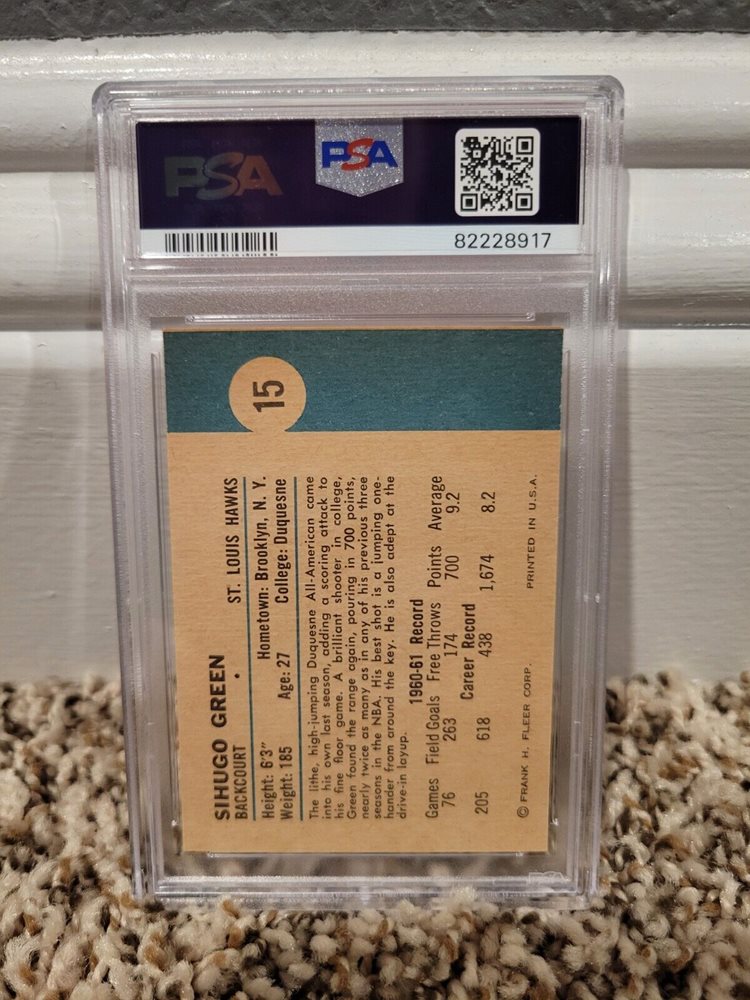 PSA
PSA
82228917
15
SIHUGO GREEN
BACKCOURT • ST. LOUIS HAWKS
Height: 6'3" Hometown: Brooklyn, N. Y.
Weight: 185 Age: 27 College: Duquesne
The lithe, high-jumping Duquesne All-American came
into his own last season, adding a scoring attack to
his fine floor game. A brilliant shooter in college,
Green found the range again, pouring in 700 points,
nearly twice as many as in any of his previous three
seasons in the NBA. His best shot is a jumping one-
hander from around the key. He is also adept at the
drive-in layup.
1960-61 Record
Games Field Goals Free Throws Points Average
76 263 174 700 9.2
Career Record
205 618 438 1,674 8.2
© FRANK H. FLEER CORP. PRINTED IN U.S.A.